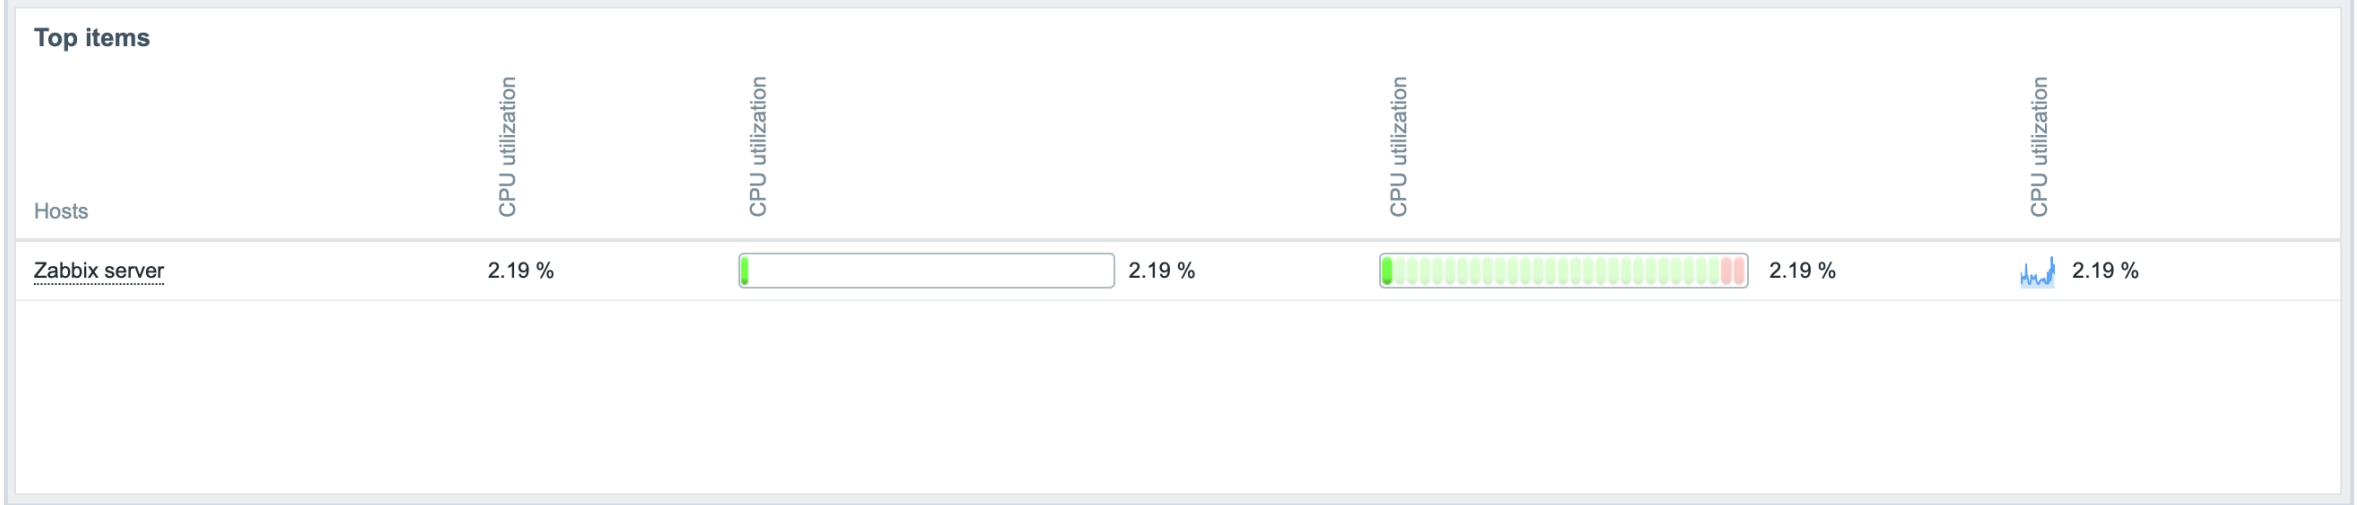 Top items
Hosts
CPU utilization
CPU utilization
CPU utilization
CPU utilization
Zabbix server 2.19 % 2.19 % 2.19 % 2.19 %